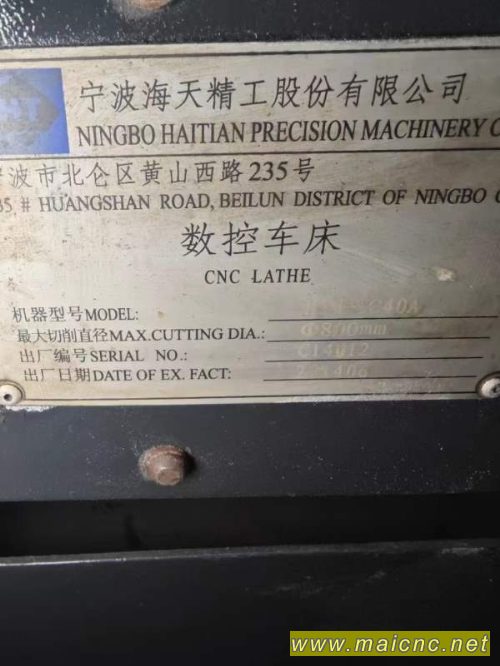 宁波海天精工股份有限公司
NINGBO HAITIAN PRECISION MACHINERY
波市北仑区黄山西路235号
# HUANGSHAN ROAD, BEILUN DISTRICT OF NINGBO
数控车床
CNC LATHE
机器型号MODEL:
最大切削直径MAX.CUTTING DIA.: Φ800mm
出厂编号SERIAL NO.:
出厂日期DATE OF EX. FACT:
www.maicnc.net